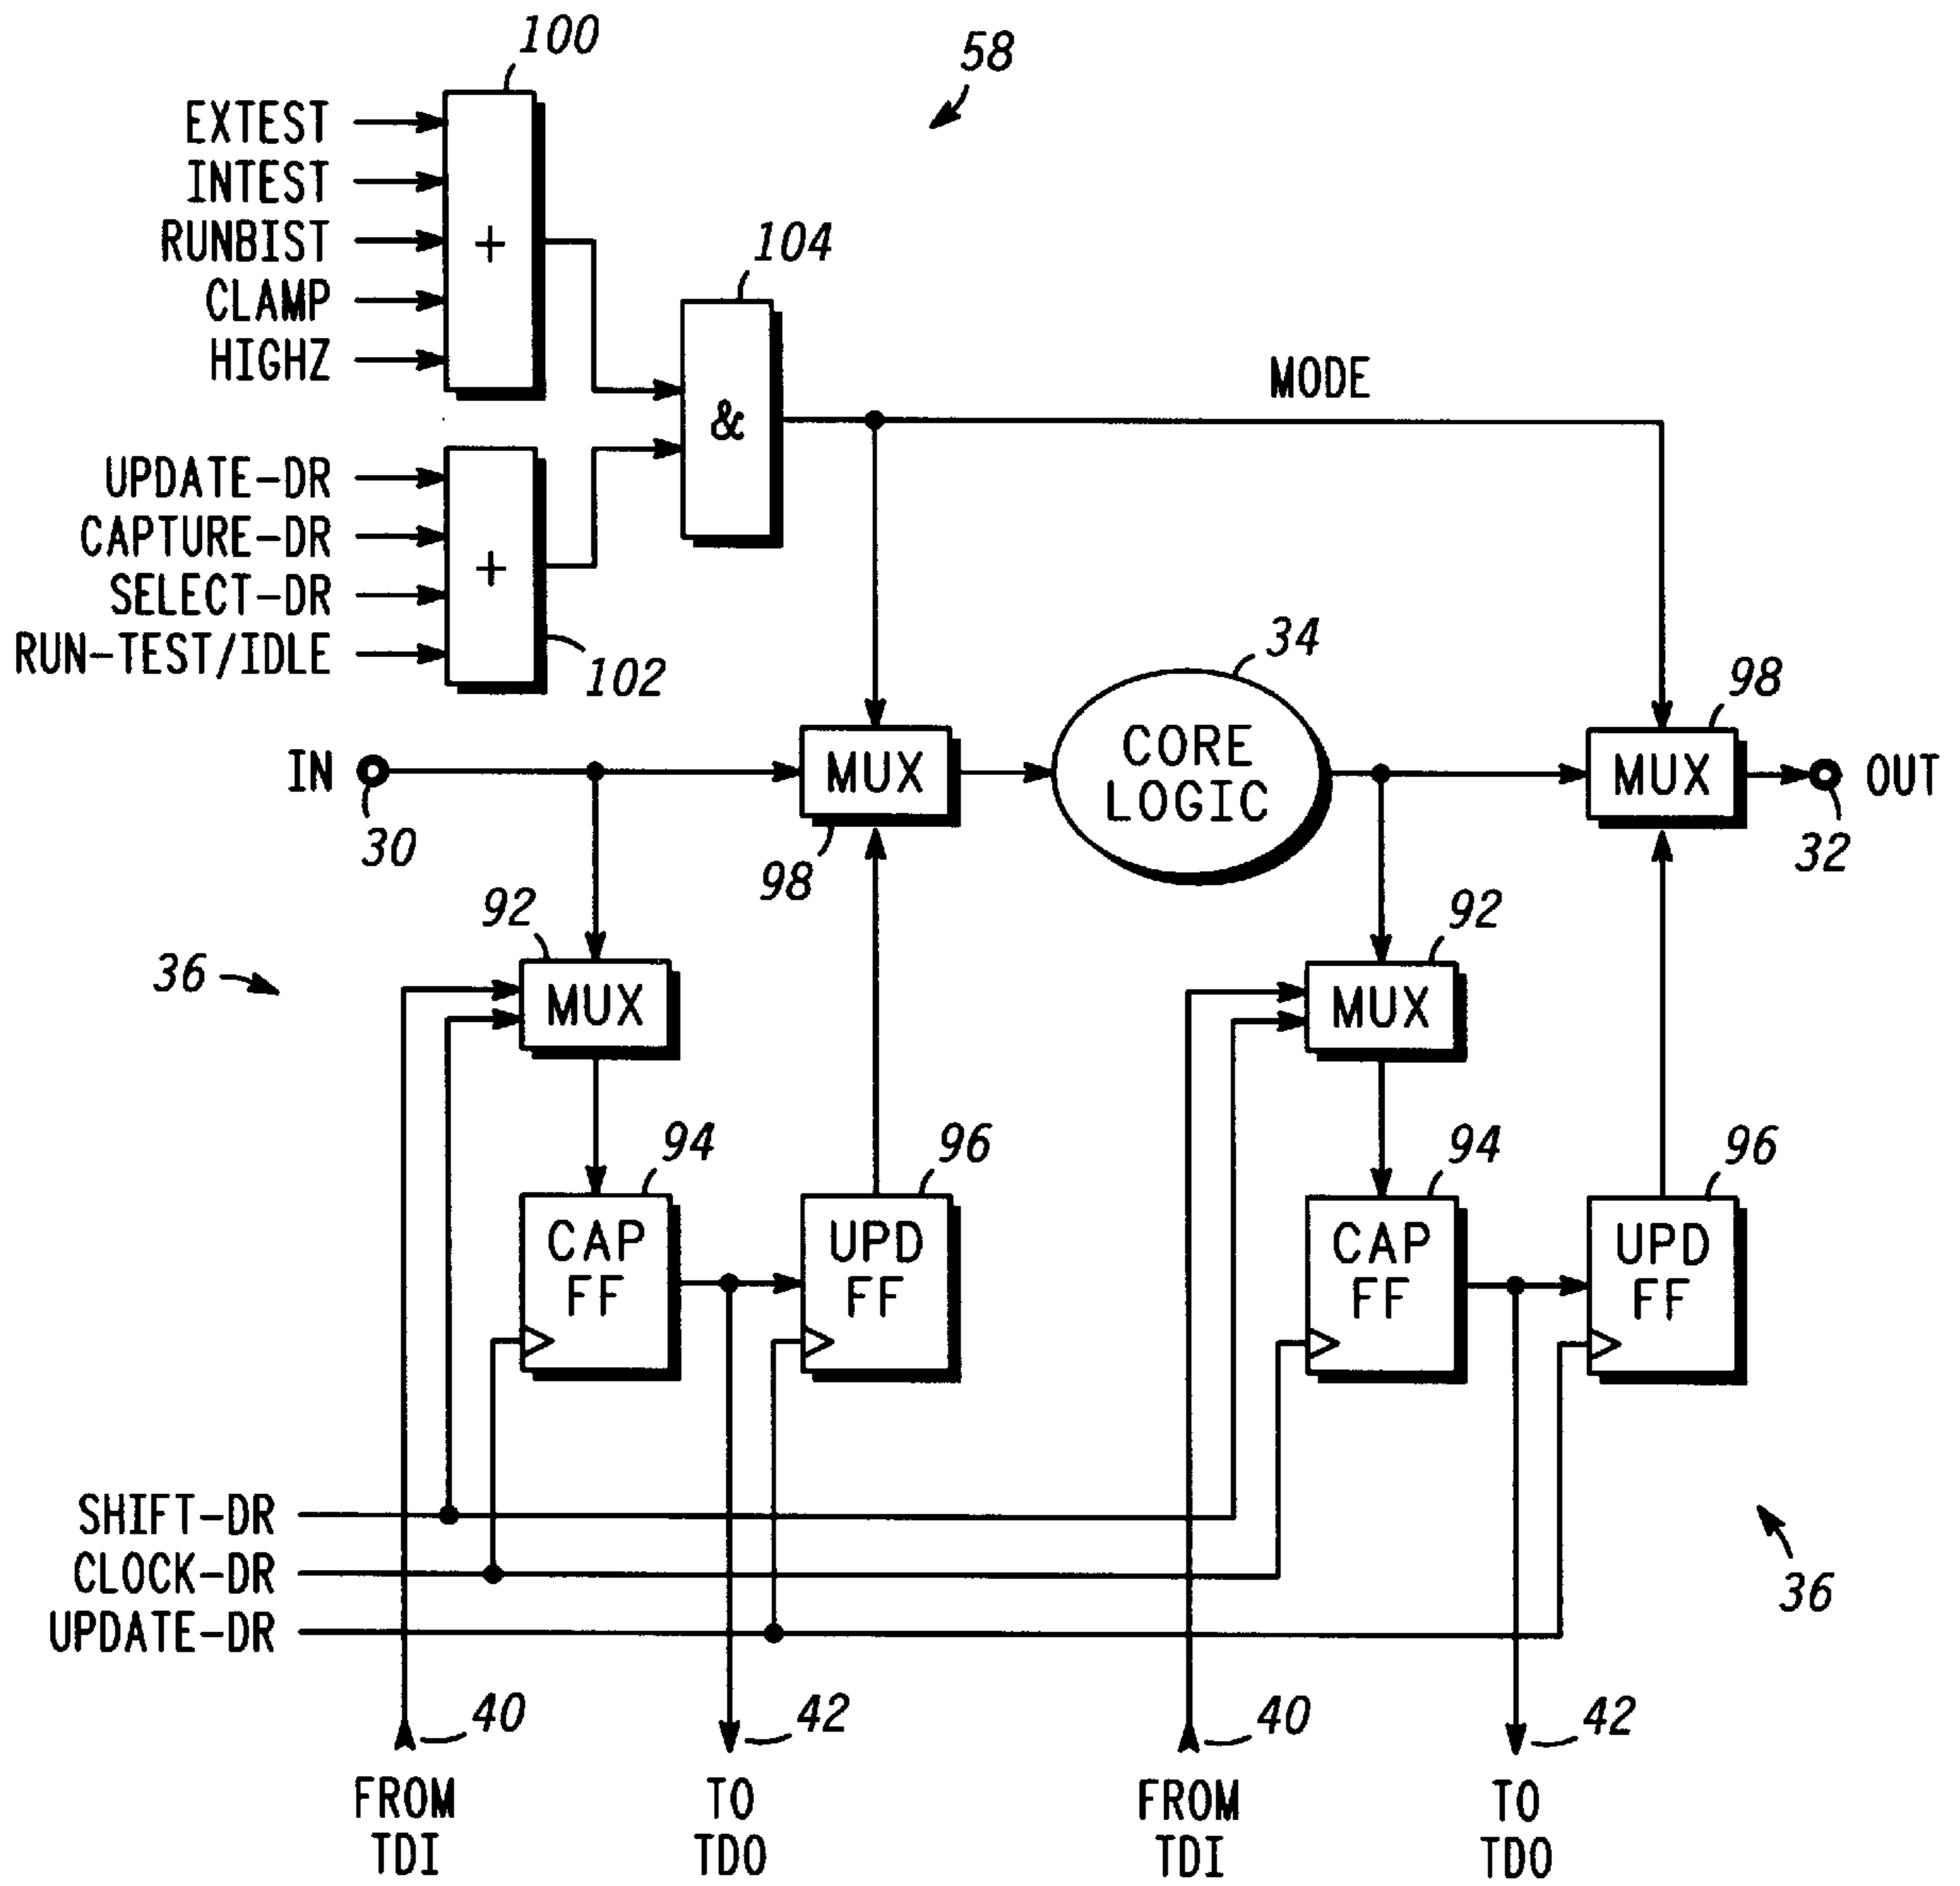 100
58
EXTEST
INTEST
RUNBIST
CLAMP
HIGHZ
+
104
&
MODE
UPDATE-DR
CAPTURE-DR
SELECT-DR
RUN-TEST/IDLE
+
102
34
98
IN
30
MUX
98
CORE
LOGIC
MUX
OUT
32
36
92
MUX
92
MUX
94
CAP
FF
96
UPD
FF
94
CAP
FF
96
UPD
FF
SHIFT-DR
CLOCK-DR
UPDATE-DR
36
40
42
40
42
FROM
TDI
TO
TDO
FROM
TDI
TO
TDO